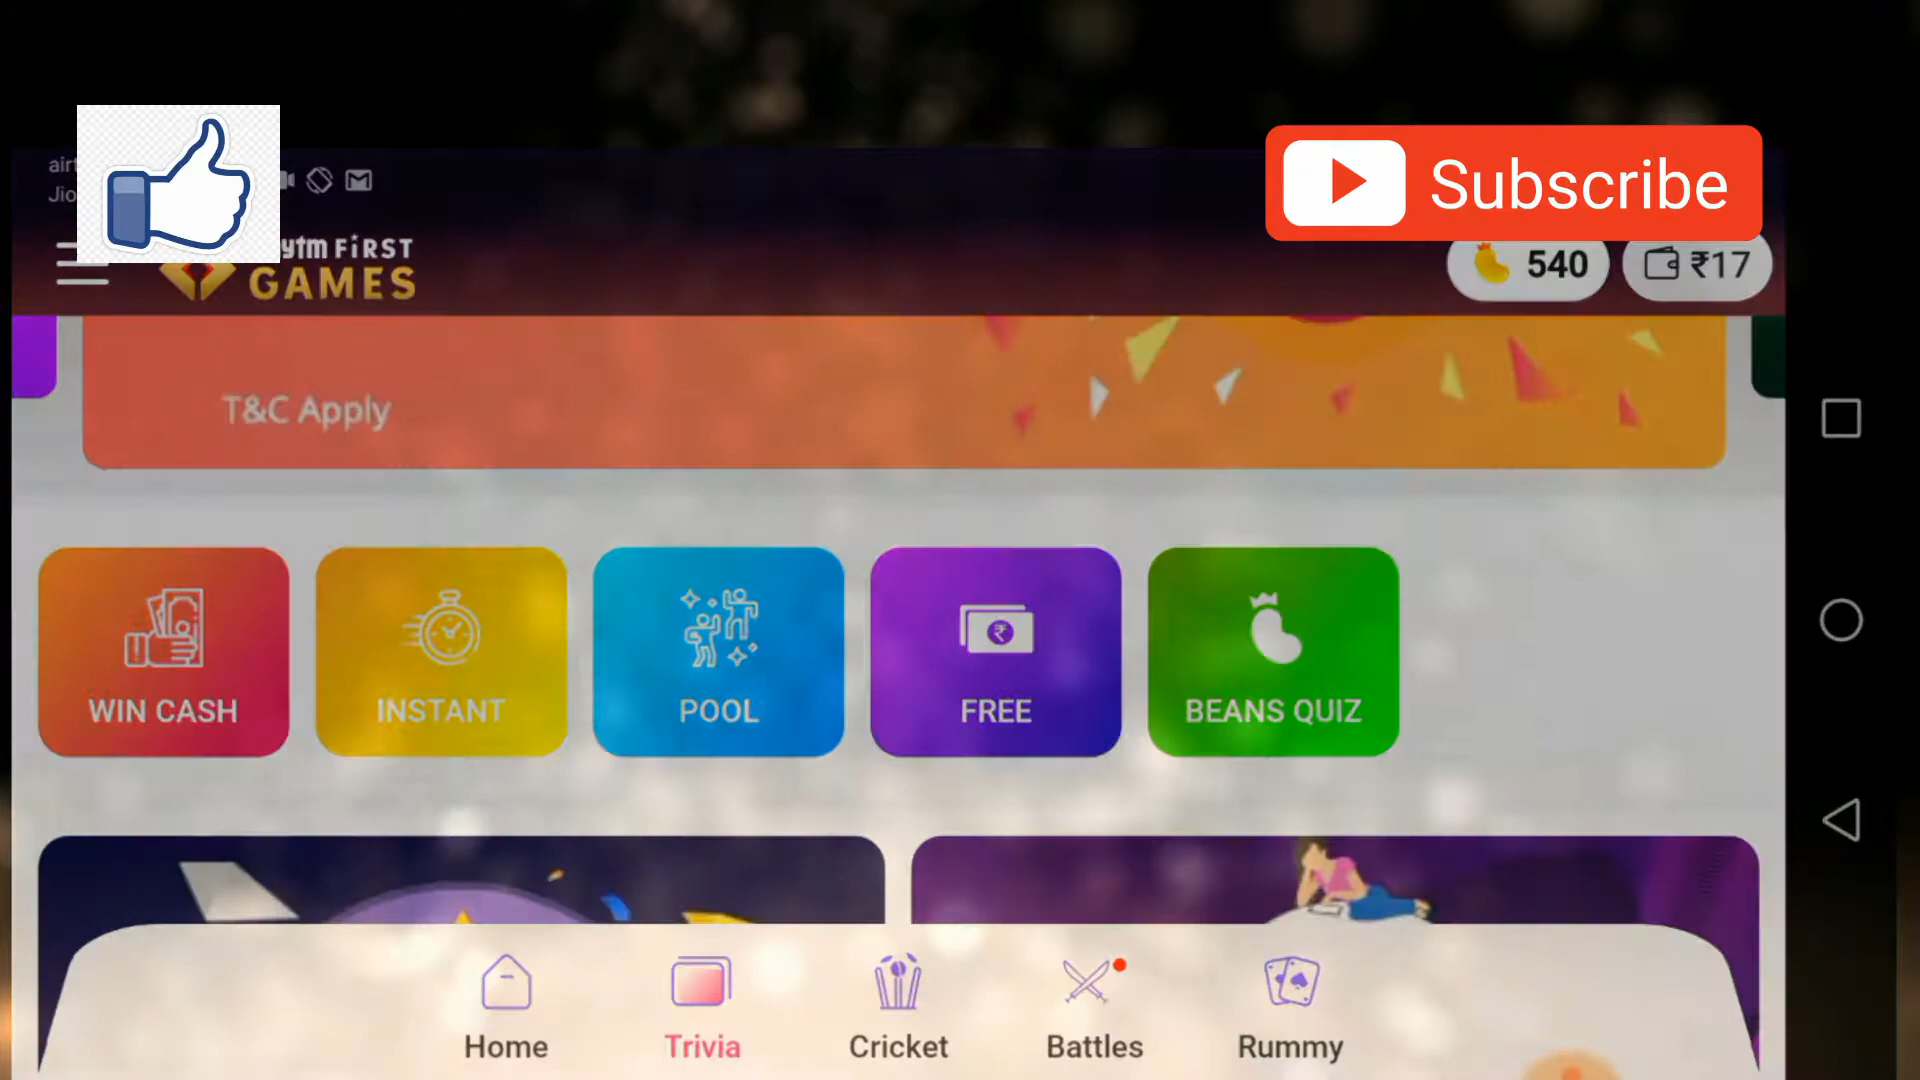 Subscribe
Jio
ytm FiRST
GAMES
540
₹17
T&C Apply
WIN CASH
INSTANT
POOL
FREE
BEANS QUIZ
Home
Trivia
Cricket
Battles
Rummy